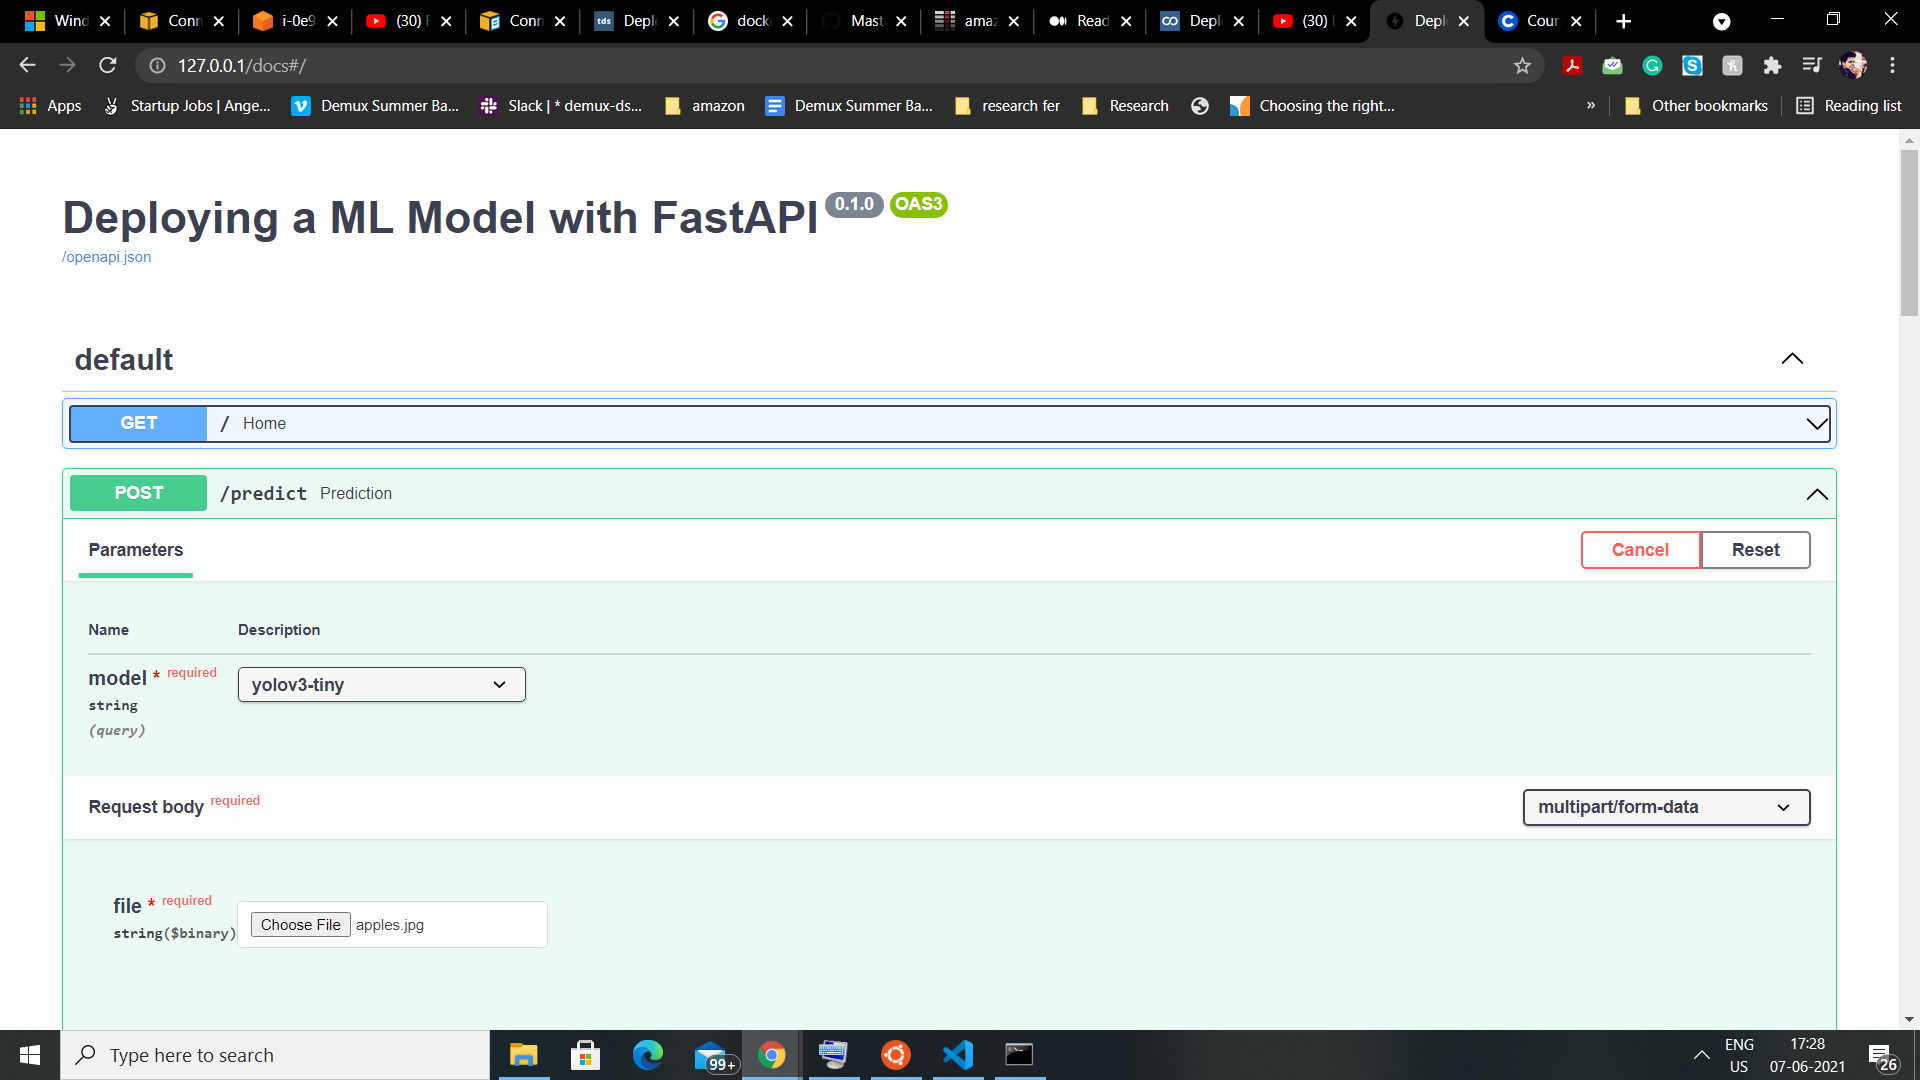 Wind
Conn
i-0e9
(30) F
Conn
tds
Depl
dock
Mast
amaz
Read
Depl
(30)
Depl
Cour
127.0.0.1/docs#/
Apps
Startup Jobs | Ange...
Demux Summer Ba...
Slack | * demux-ds...
amazon
Demux Summer Ba...
research fer
Research
Choosing the right...
»
Other bookmarks
Reading list
Deploying a ML Model with FastAPI 0.1.0 OAS3
/openapi.json
default
GET / Home
POST /predict Prediction
Parameters
Cancel
Reset
Name Description
model * required
yolov3-tiny
string
(query)
Request body required
multipart/form-data
file * required
Choose File apples.jpg
string($binary)
Type here to search
99+
ENG
US
17:28
07-06-2021
26